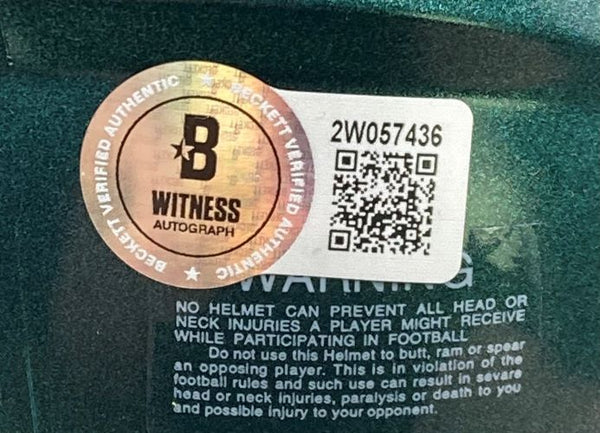 BECKETT VERIFIED AUTHENTIC ★ BECKETT VERIFIED AUTHENTIC ★
B
WITNESS
AUTOGRAPH
2W057436
WARNING
NO HELMET CAN PREVENT ALL HEAD OR
NECK INJURIES A PLAYER MIGHT RECEIVE
WHILE PARTICIPATING IN FOOTBALL
Do not use this Helmet to butt, ram or spear
an opposing player. This is in violation of the
football rules and such use can result in severe
head or neck injuries, paralysis or death to you
and possible injury to your opponent.